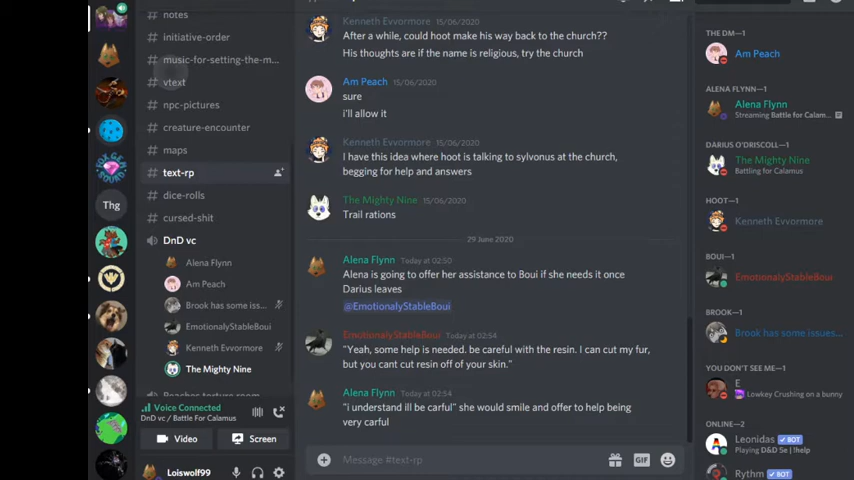 # notes
# initiative-order
# music-for-setting-the-m...
# vtext
# npc-pictures
# creature-encounter
# maps
# text-rp
# dice-rolls
# cursed-shit
DnD vc
Alena Flynn
Am Peach
Brook has some iss...
EmotionalyStableBoui
Kenneth Evvormore
The Mighty Nine
Peaches torture room
Voice Connected
DnD vc / Battle For Calamus
Video
Screen
Loiswolf99
Thg
Kenneth Evvormore 15/06/2020
After a while, could hoot make his way back to the church??
His thoughts are if the name is religious, try the church
Am Peach 15/06/2020
sure
i'll allow it
Kenneth Evvormore 15/06/2020
I have this idea where hoot is talking to sylvonus at the church,
begging for help and answers
The Mighty Nine 15/06/2020
Trail rations
29 June 2020
Alena Flynn Today at 02:50
Alena is going to offer her assistance to Boui if she needs it once
Darius leaves
@EmotionalyStableBoui
EmotionalyStableBoui Today at 02:54
"Yeah, some help is needed. be careful with the resin. I can cut my fur,
but you cant cut resin off of your skin."
Alena Flynn Today at 02:54
"i understand ill be carful" she would smile and offer to help being
very carful
Message #text-rp
GIF
THE DM—1
Am Peach
ALENA FLYNN—1
Alena Flynn
Streaming Battle for Calam...
DARIUS O'DRISCOLL—1
The Mighty Nine
Battling for Calamus
HOOT—1
Kenneth Evvormore
BOUI—1
EmotionalyStableBoui
BROOK—1
Brook has some issues...
YOU DON'T SEE ME—1
E
Lowkey Crushing on a bunny
ONLINE—2
Leonidas ✓BOT
Playing D&D 5e | !help
Rythm ✓BOT